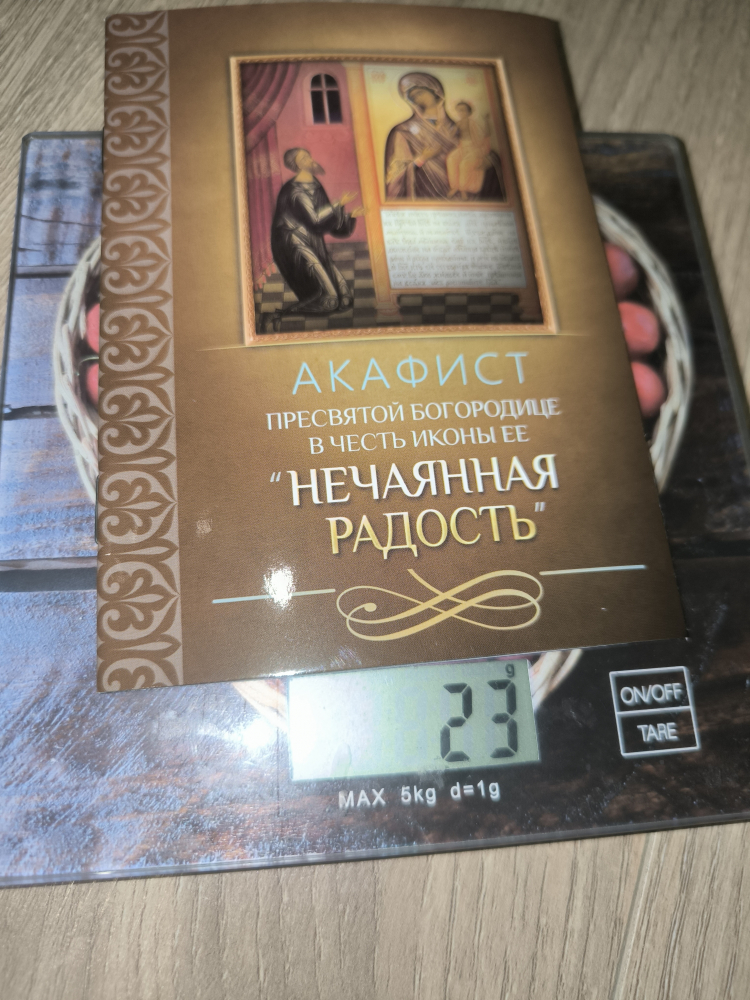 АКАФИСТ
ПРЕСВЯТОЙ БОГОРОДИЦЕ
В ЧЕСТЬ ИКОНЫ ЕЕ
“НЕЧАЯННАЯ
РАДОСТЬ”
g
23
ON/OFF
TARE
MAX 5kg d=1g